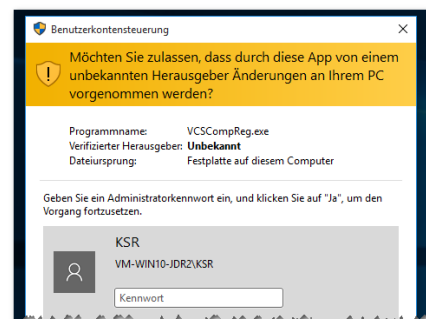 Benutzerkontensteuerung
Möchten Sie zulassen, dass durch diese App von einem
unbekannten Herausgeber Änderungen an Ihrem PC
vorgenommen werden?
Programmname: VCSCompReg.exe
Verifizierter Herausgeber: Unbekannt
Dateiursprung: Festplatte auf diesem Computer
Geben Sie ein Administratorkennwort ein, und klicken Sie auf "Ja", um den
Vorgang fortzusetzen.
KSR
VM-WIN10-JDR2\KSR
Kennwort